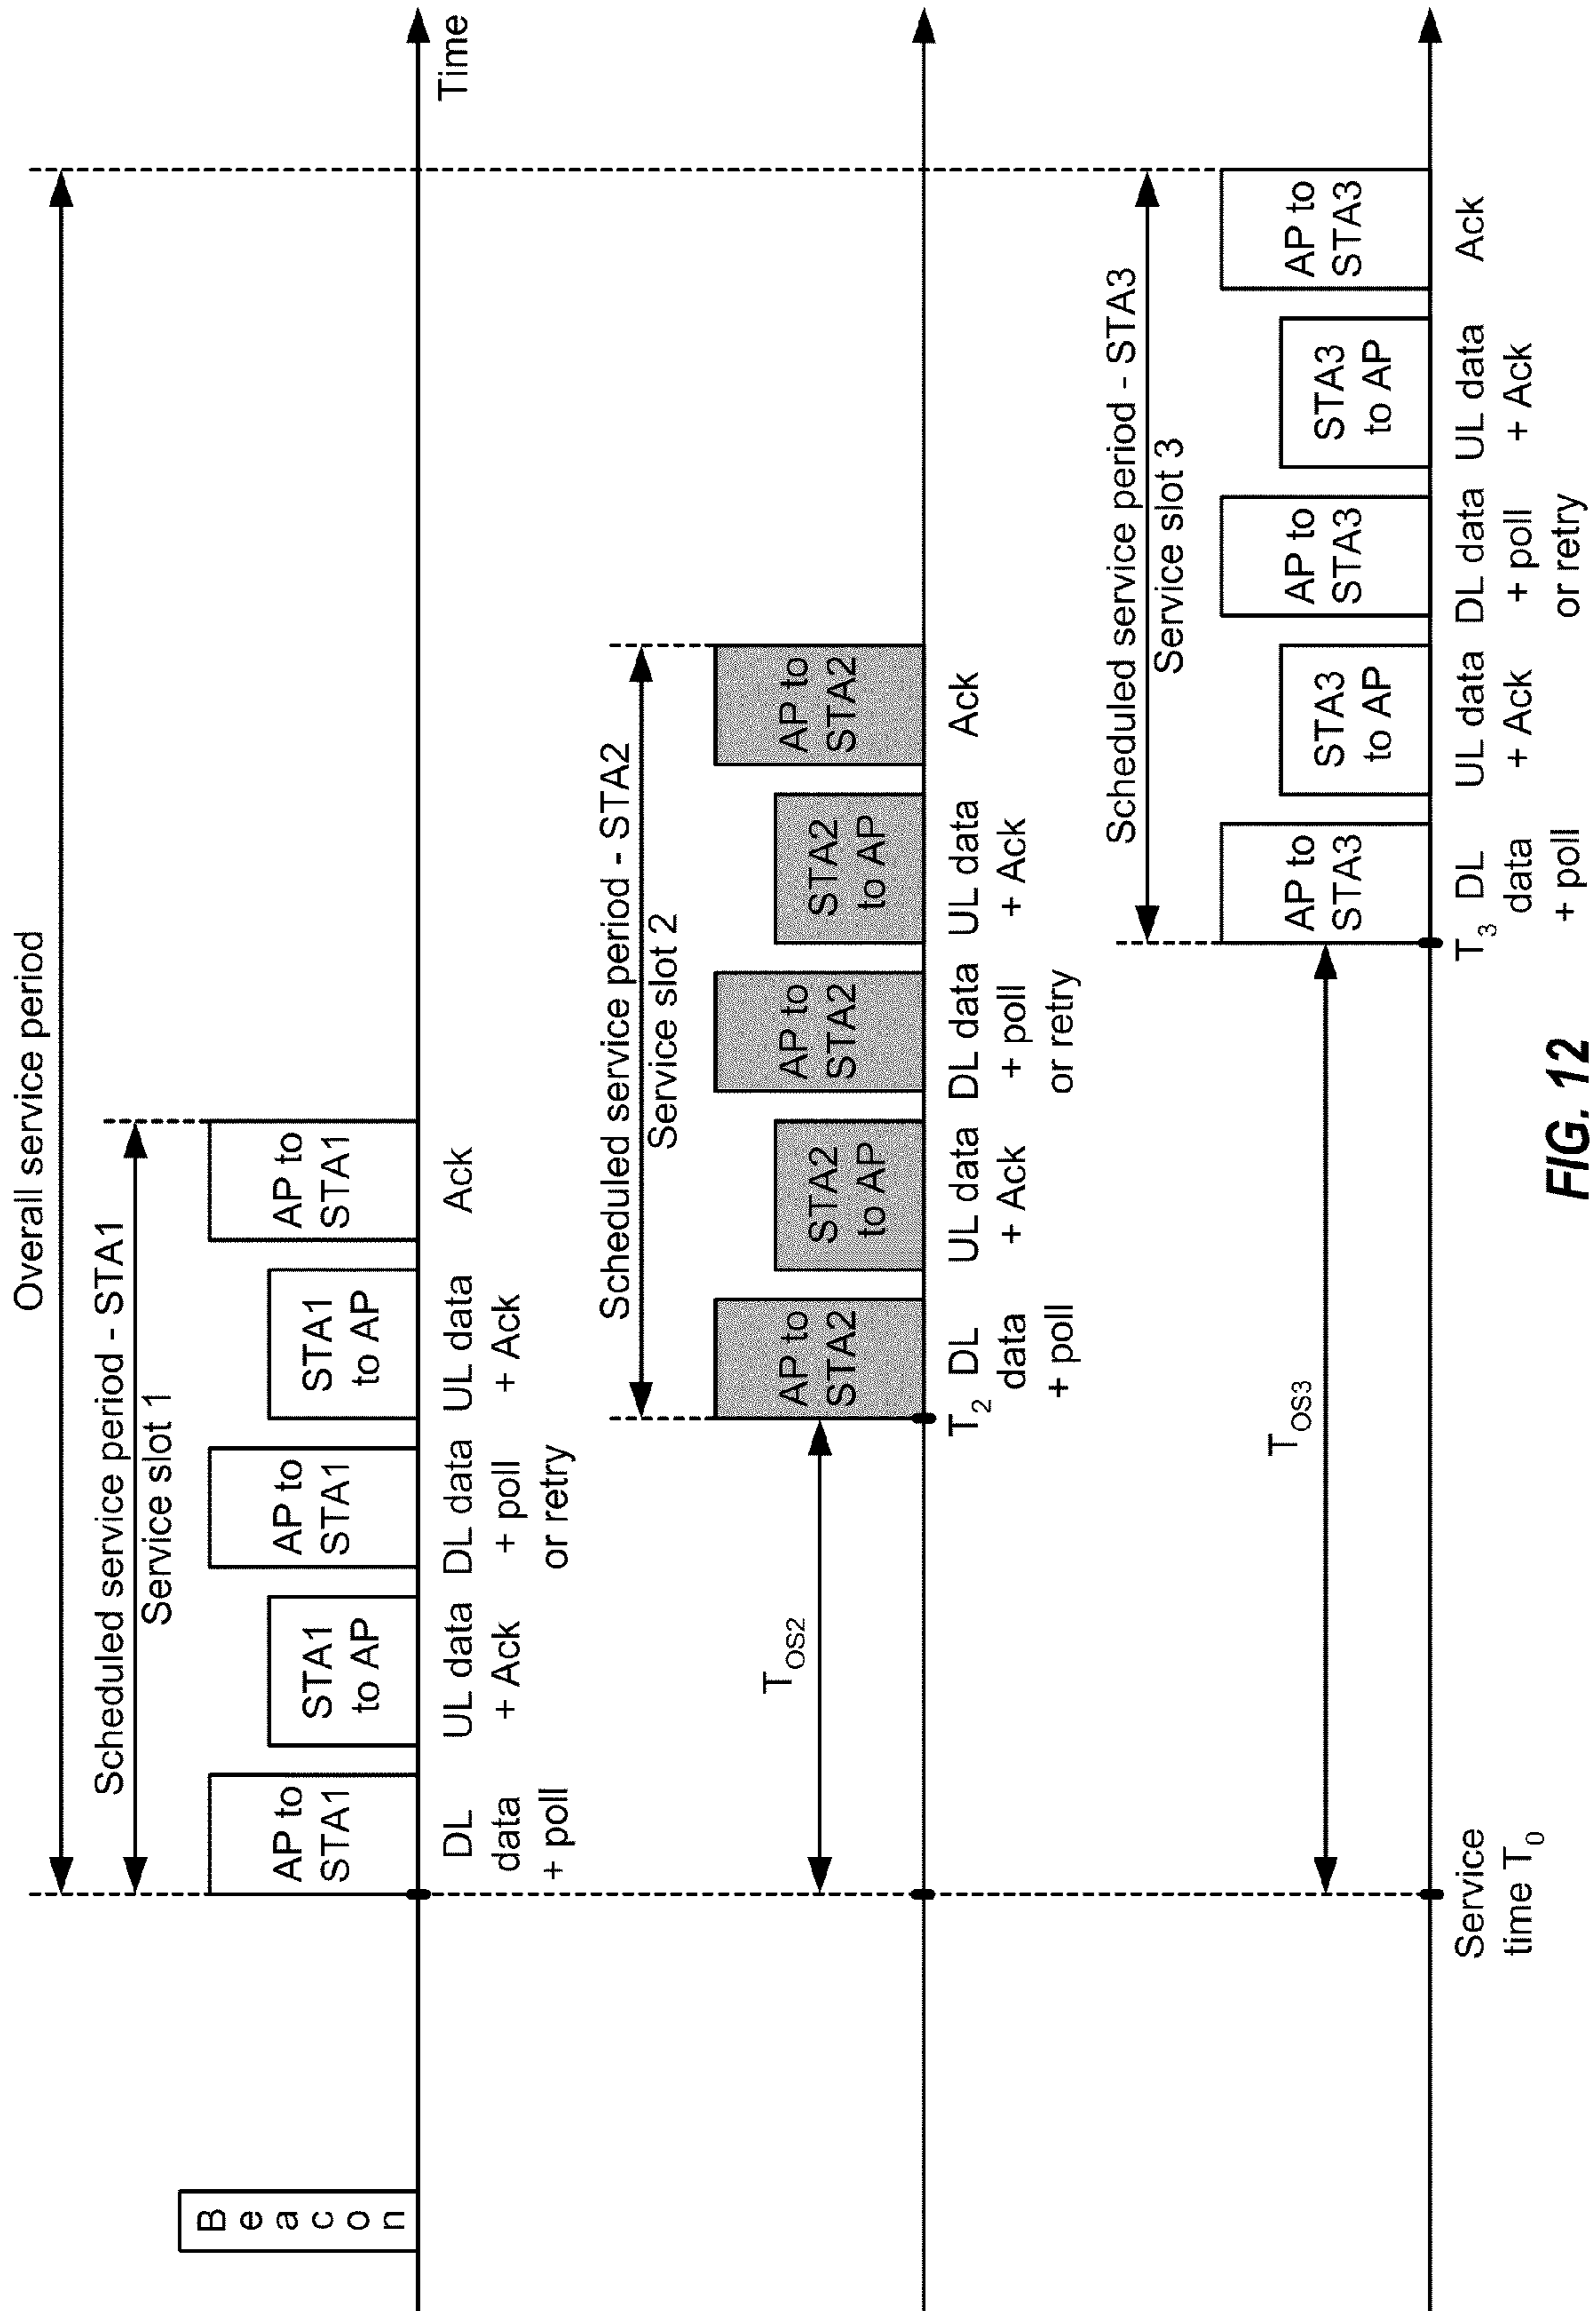 Overall service period
Scheduled service period - STA1
Service slot 1
B
e
a
c
o
n
AP to
STA1
STA1
to AP
AP to
STA1
STA1
to AP
AP to
STA1
Time
DL
data
+ poll
UL data
+ Ack
DL data
+ poll
or retry
UL data
+ Ack
Ack
Scheduled service period - STA2
Service slot 2
AP to
STA2
STA2
to AP
AP to
STA2
STA2
to AP
AP to
STA2
TOS2
T2
DL
data
+ poll
UL data
+ Ack
DL data
+ poll
or retry
UL data
+ Ack
Ack
Scheduled service period - STA3
Service slot 3
AP to
STA3
STA3
to AP
AP to
STA3
STA3
to AP
AP to
STA3
TOS3
Service
time T0
T3
DL
data
+ poll
UL data
+ Ack
DL data
+ poll
or retry
UL data
+ Ack
Ack
FIG. 12